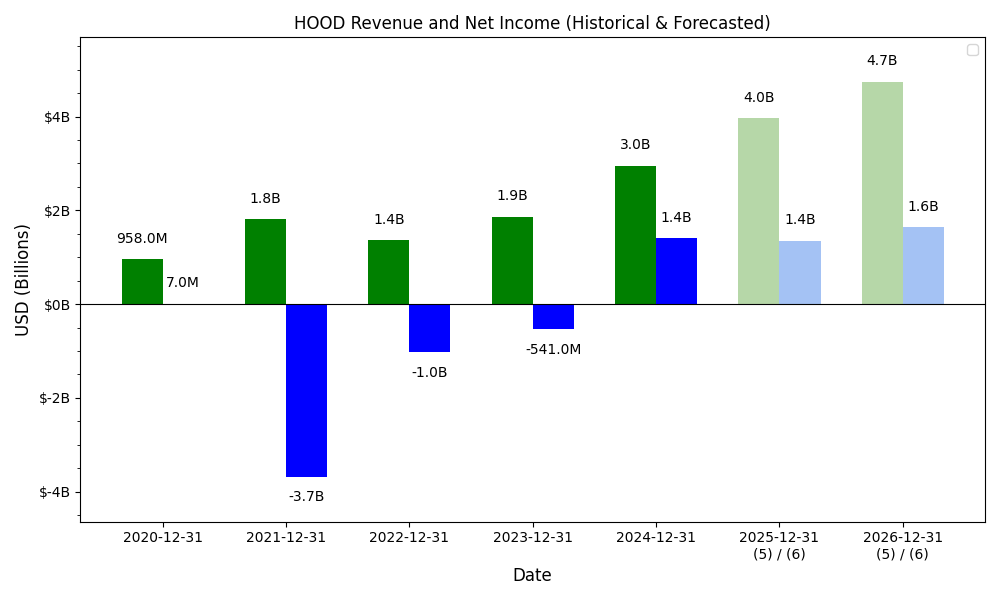 HOOD Revenue and Net Income (Historical & Forecasted)
USD (Billions)
$4B
$2B
$0B
$-2B
$-4B
958.0M
7.0M
1.8B
-3.7B
1.4B
-1.0B
1.9B
-541.0M
3.0B
1.4B
4.0B
1.4B
4.7B
1.6B
2020-12-31
2021-12-31
2022-12-31
2023-12-31
2024-12-31
2025-12-31
(5) / (6)
2026-12-31
(5) / (6)
Date